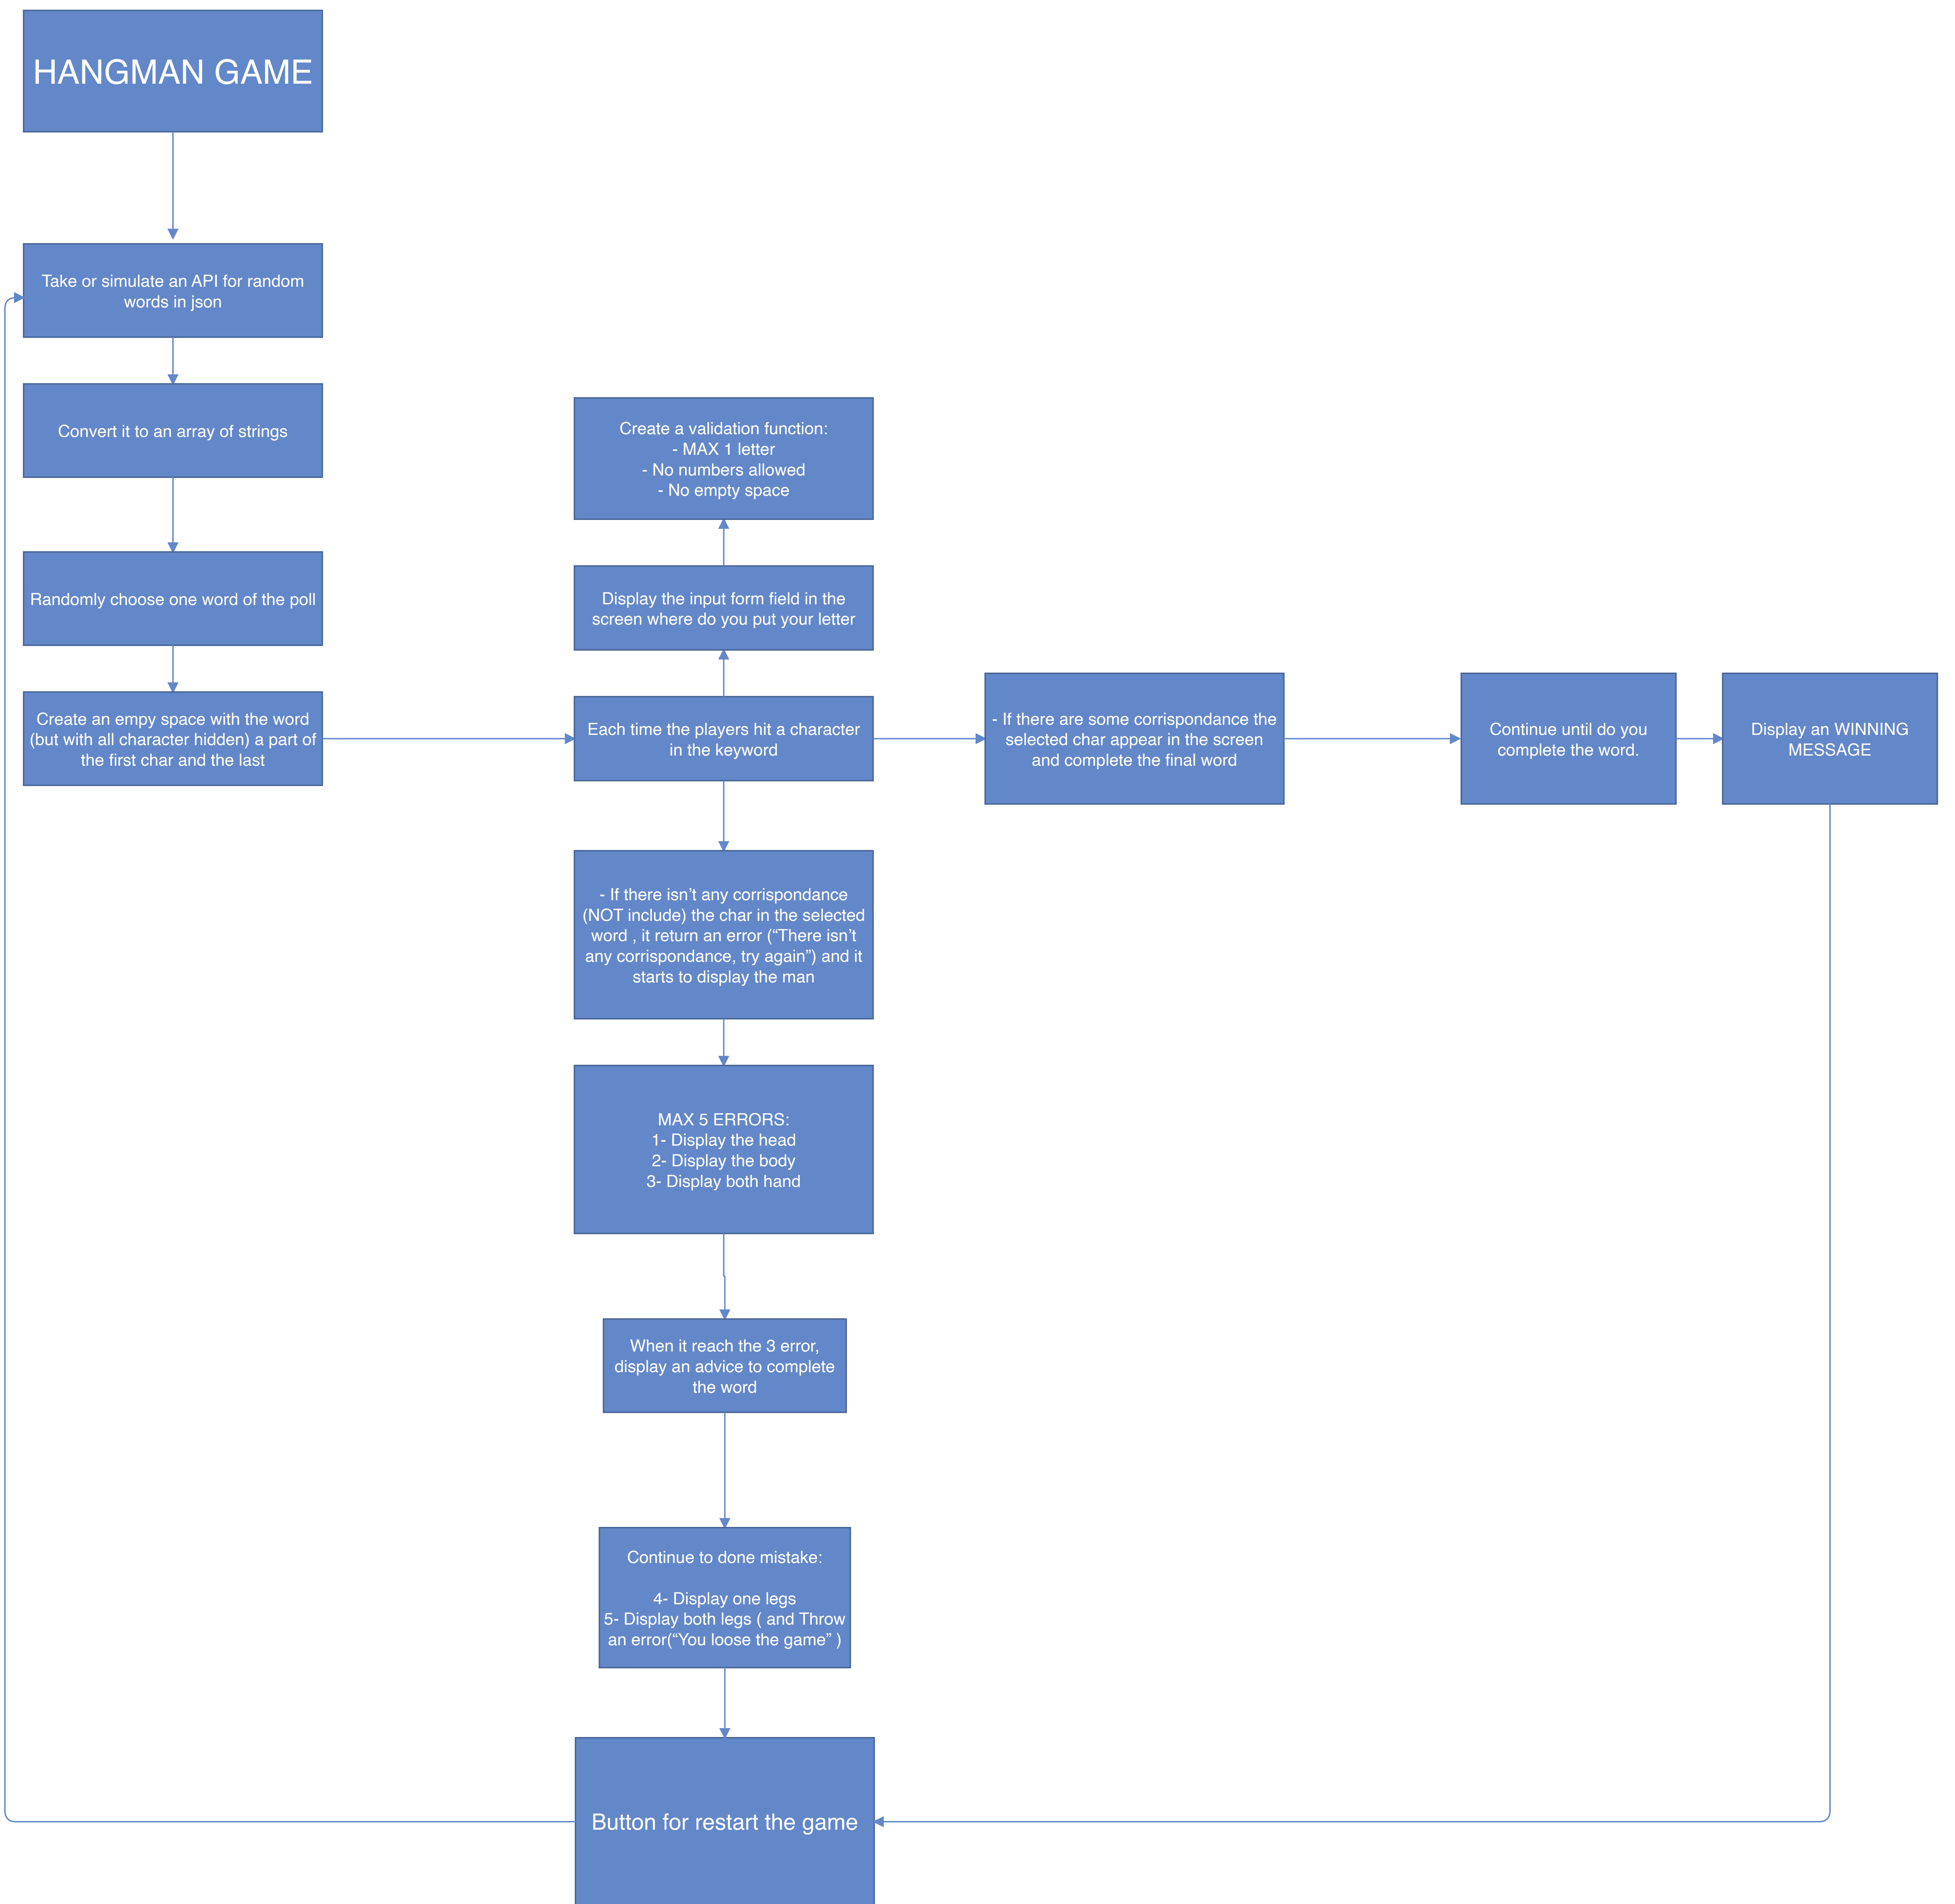 HANGMAN GAME
Take or simulate an API for random
words in json
Convert it to an array of strings
Randomly choose one word of the poll
Create an empy space with the word
(but with all character hidden) a part of
the first char and the last
Create a validation function:
- MAX 1 letter
- No numbers allowed
- No empty space
Display the input form field in the
screen where do you put your letter
Each time the players hit a character
in the keyword
- If there are some corrispondance the
selected char appear in the screen
and complete the final word
Continue until do you
complete the word.
Display an WINNING
MESSAGE
- If there isn’t any corrispondance
(NOT include) the char in the selected
word , it return an error (“There isn’t
any corrispondance, try again”) and it
starts to display the man
MAX 5 ERRORS:
1- Display the head
2- Display the body
3- Display both hand
When it reach the 3 error,
display an advice to complete
the word
Continue to done mistake:
4- Display one legs
5- Display both legs ( and Throw
an error(“You loose the game” )
Button for restart the game